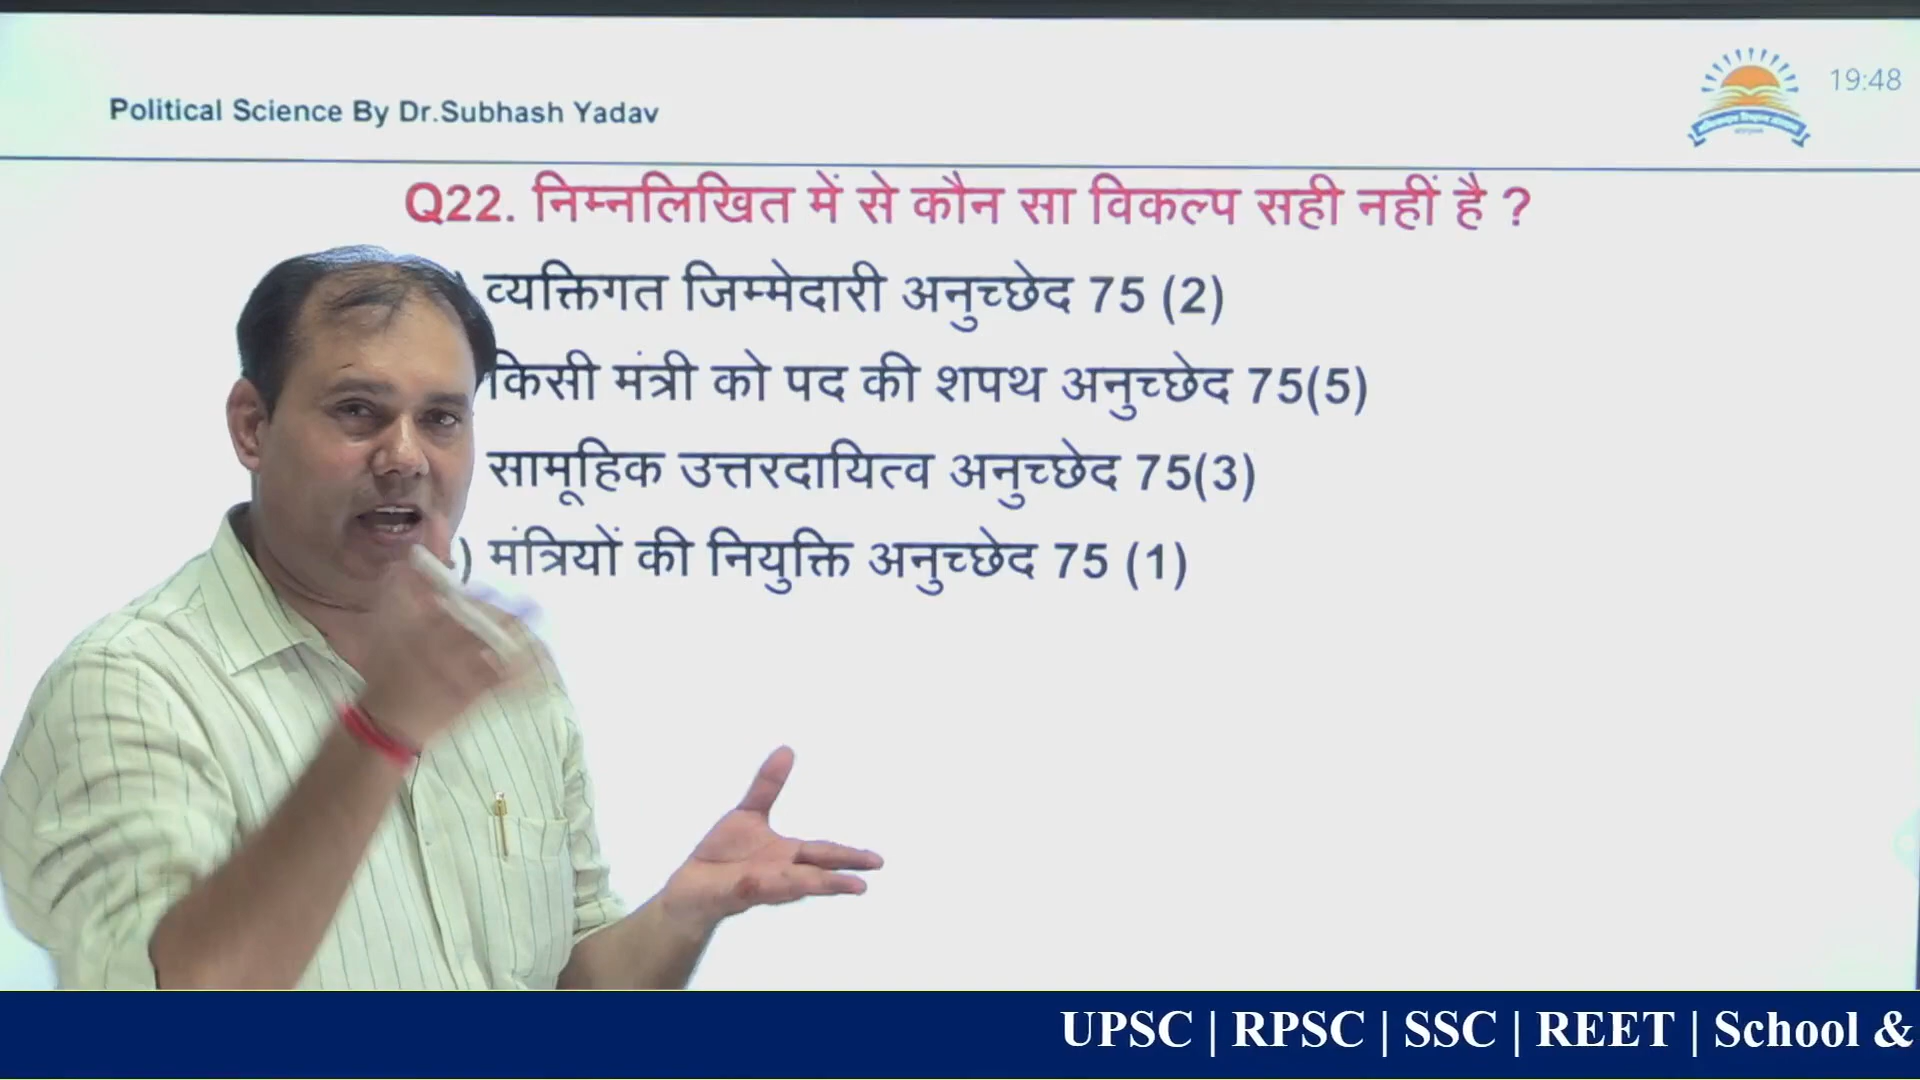 Political Science By Dr.Subhash Yadav
19:48
Q22. निम्नलिखित में से कौन सा विकल्प सही नहीं है ?
) व्यक्तिगत जिम्मेदारी अनुच्छेद 75 (2)
किसी मंत्री को पद की शपथ अनुच्छेद 75(5)
सामूहिक उत्तरदायित्व अनुच्छेद 75(3)
) मंत्रियों की नियुक्ति अनुच्छेद 75 (1)
UPSC | RPSC | SSC | REET | School &